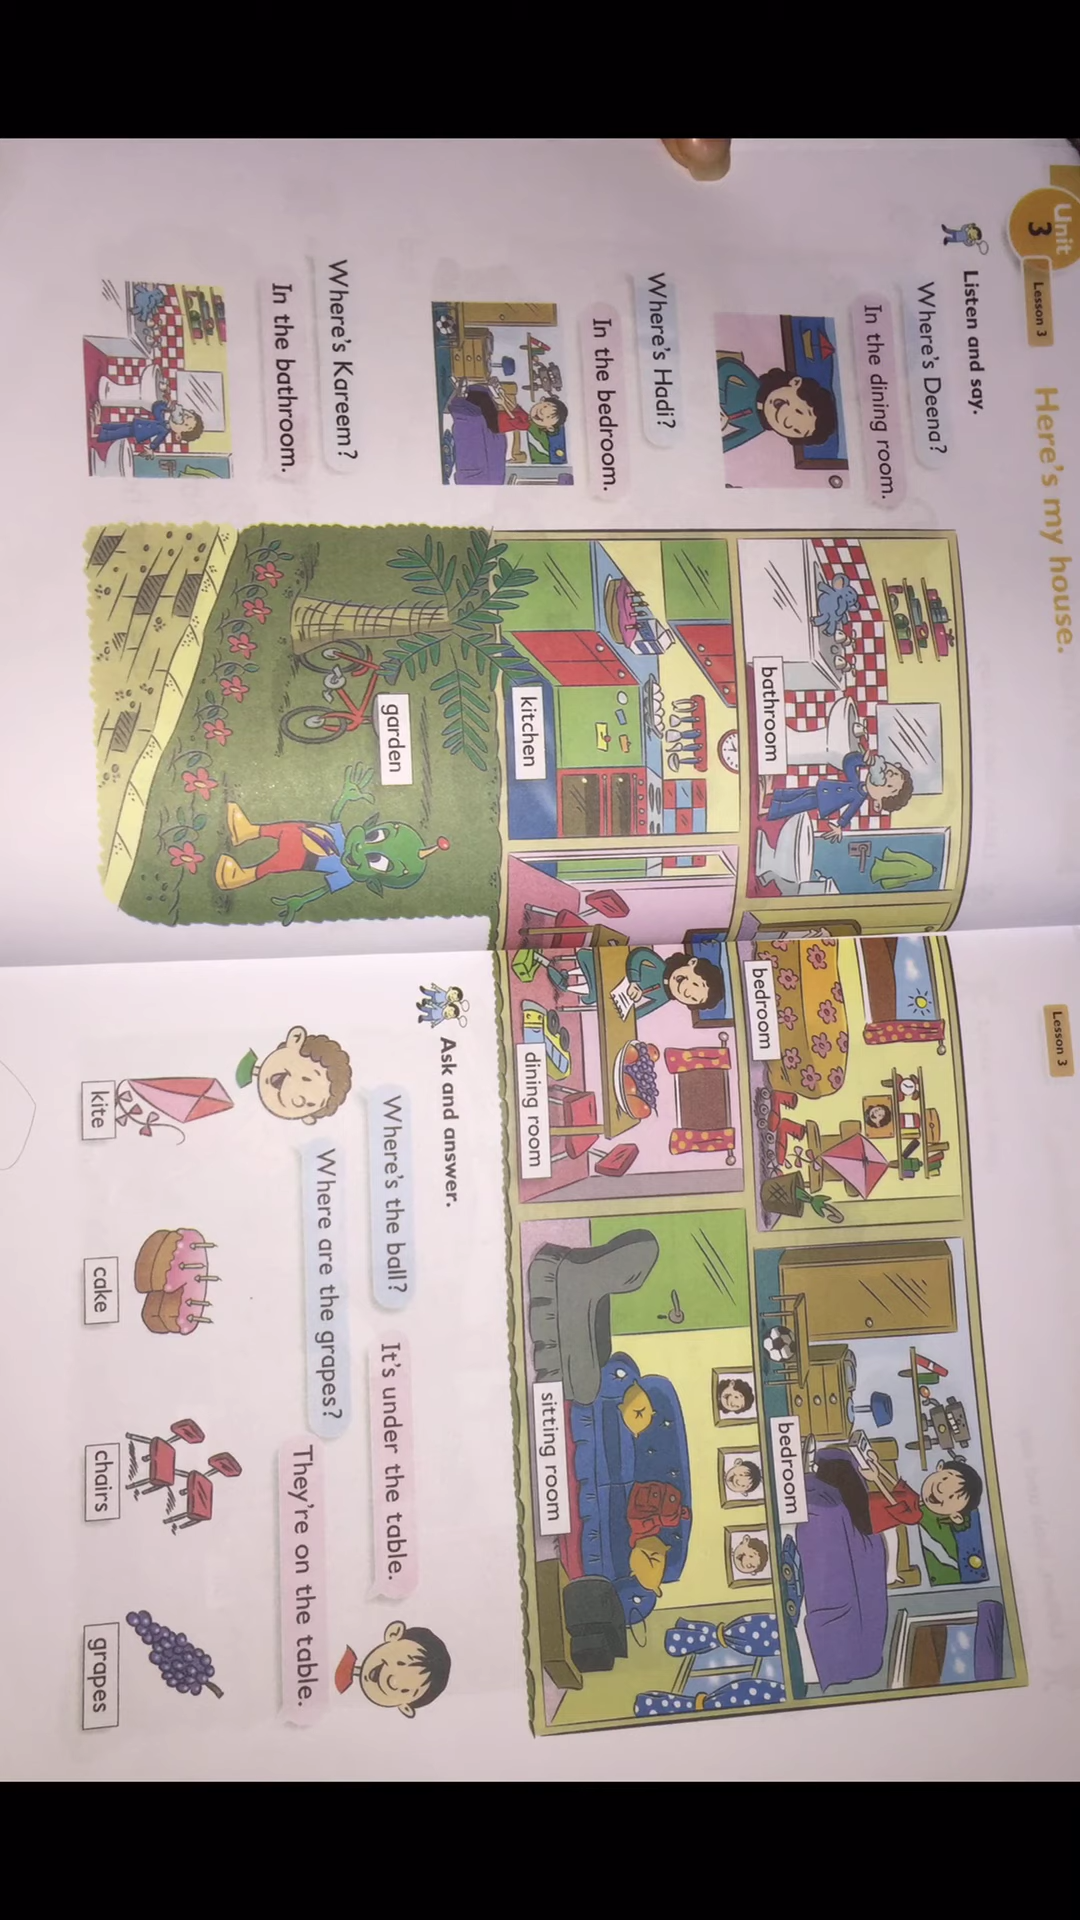 Unit
3
Lesson 3
Here's my house.
Listen and say.
Where's Deena?
In the dining room.
Where's Hadi?
In the bedroom.
Where's Kareem?
In the bathroom.
bathroom
kitchen
garden
Lesson 3
bedroom
bedroom
dining room
sitting room
Ask and answer.
Where's the ball?
It's under the table.
Where are the grapes?
They're on the table.
kite
cake
chairs
grapes